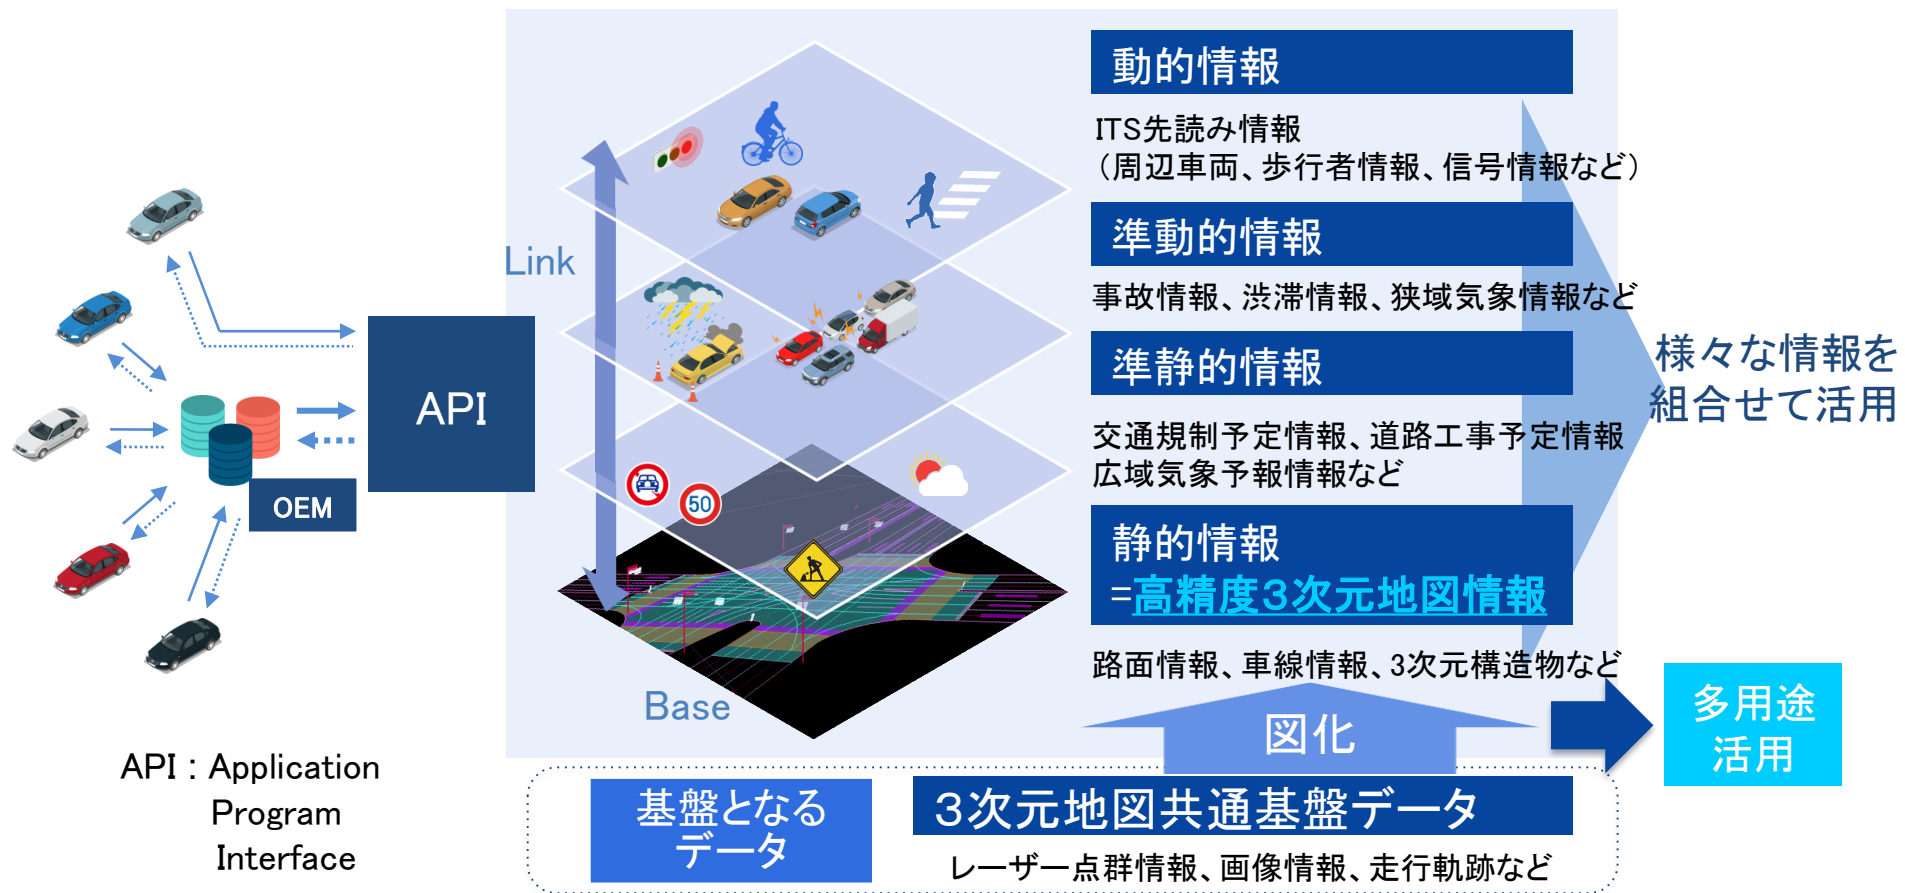 動的情報
ITS先読み情報
（周辺車両、歩行者情報、信号情報など）
準動的情報
事故情報、渋滞情報、狭域気象情報など
準静的情報
交通規制予定情報、道路工事予定情報
広域気象予報情報など
静的情報
=高精度3次元地図情報
路面情報、車線情報、3次元構造物など
様々な情報を
組合せて活用
Link
Base
50
API
OEM
API : Application
Program
Interface
図化
多用途
活用
基盤となる
データ
３次元地図共通基盤データ
レーザー点群情報、画像情報、走行軌跡など